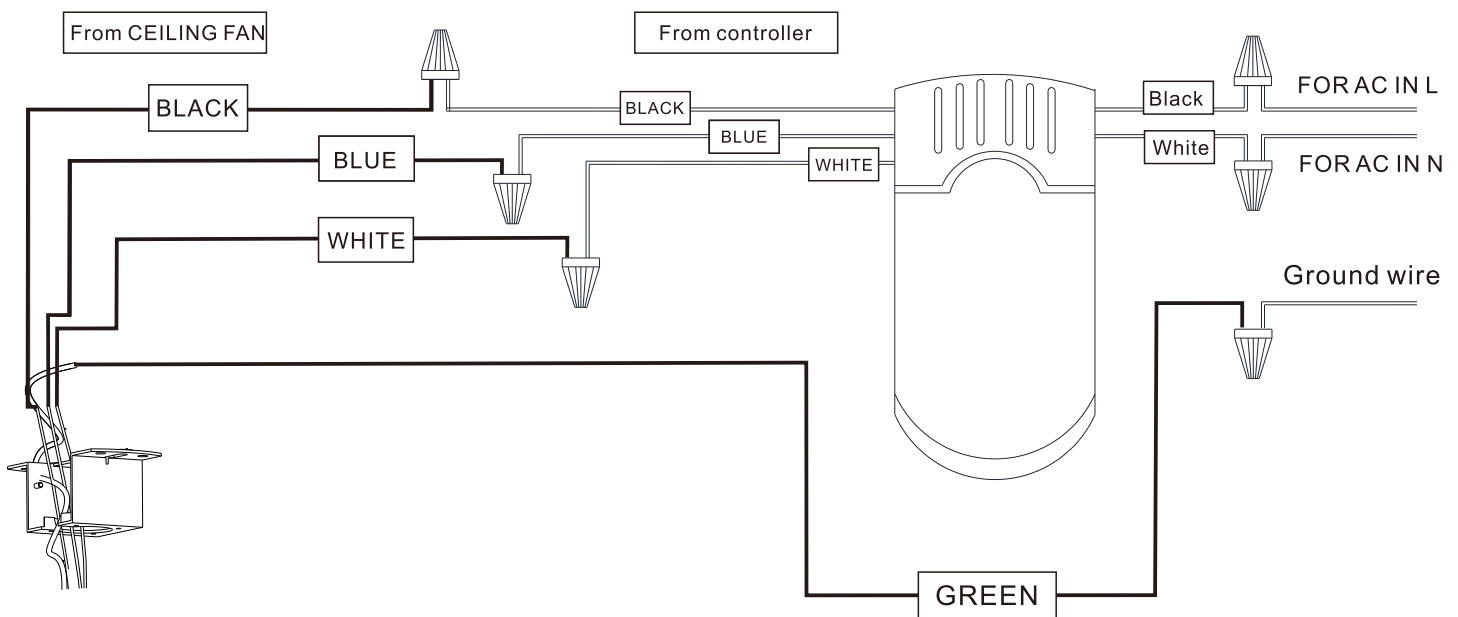 From CEILING FAN
From controller
BLACK
BLACK
Black
FOR AC IN L
BLUE
BLUE
White
FOR AC IN N
WHITE
WHITE
Ground wire
GREEN